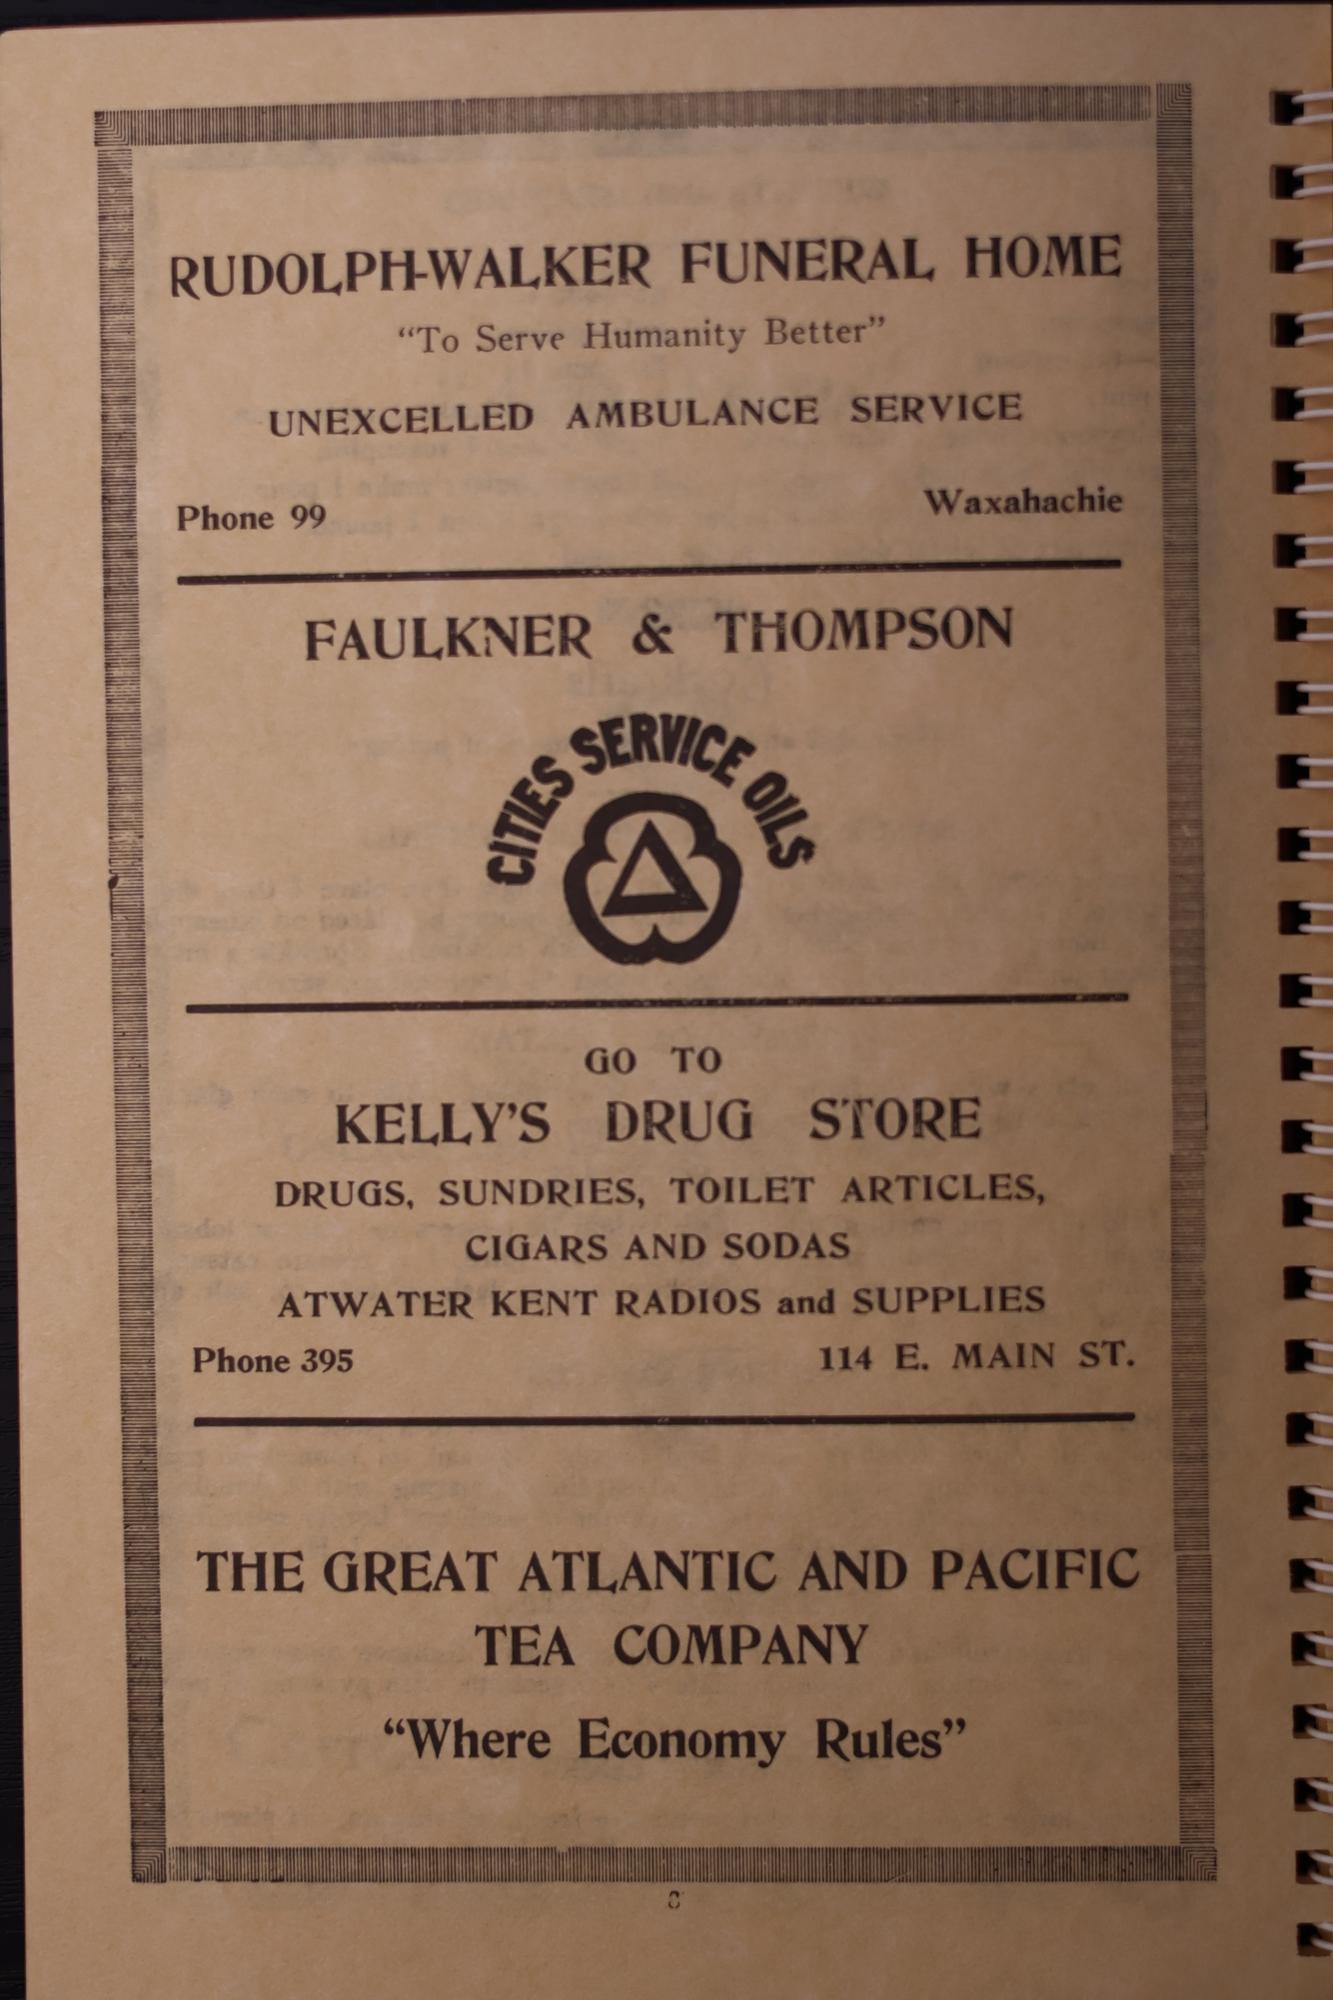 RUDOLPH-WALKER FUNERAL HOME
"To Serve Humanity Better"
UNEXCELLED AMBULANCE SERVICE
Phone 99 Waxahachie
FAULKNER & THOMPSON
CITIES SERVICE OILS
GO TO
KELLY'S DRUG STORE
DRUGS, SUNDRIES, TOILET ARTICLES,
CIGARS AND SODAS
ATWATER KENT RADIOS and SUPPLIES
Phone 395 114 E. MAIN ST.
THE GREAT ATLANTIC AND PACIFIC
TEA COMPANY
"Where Economy Rules"